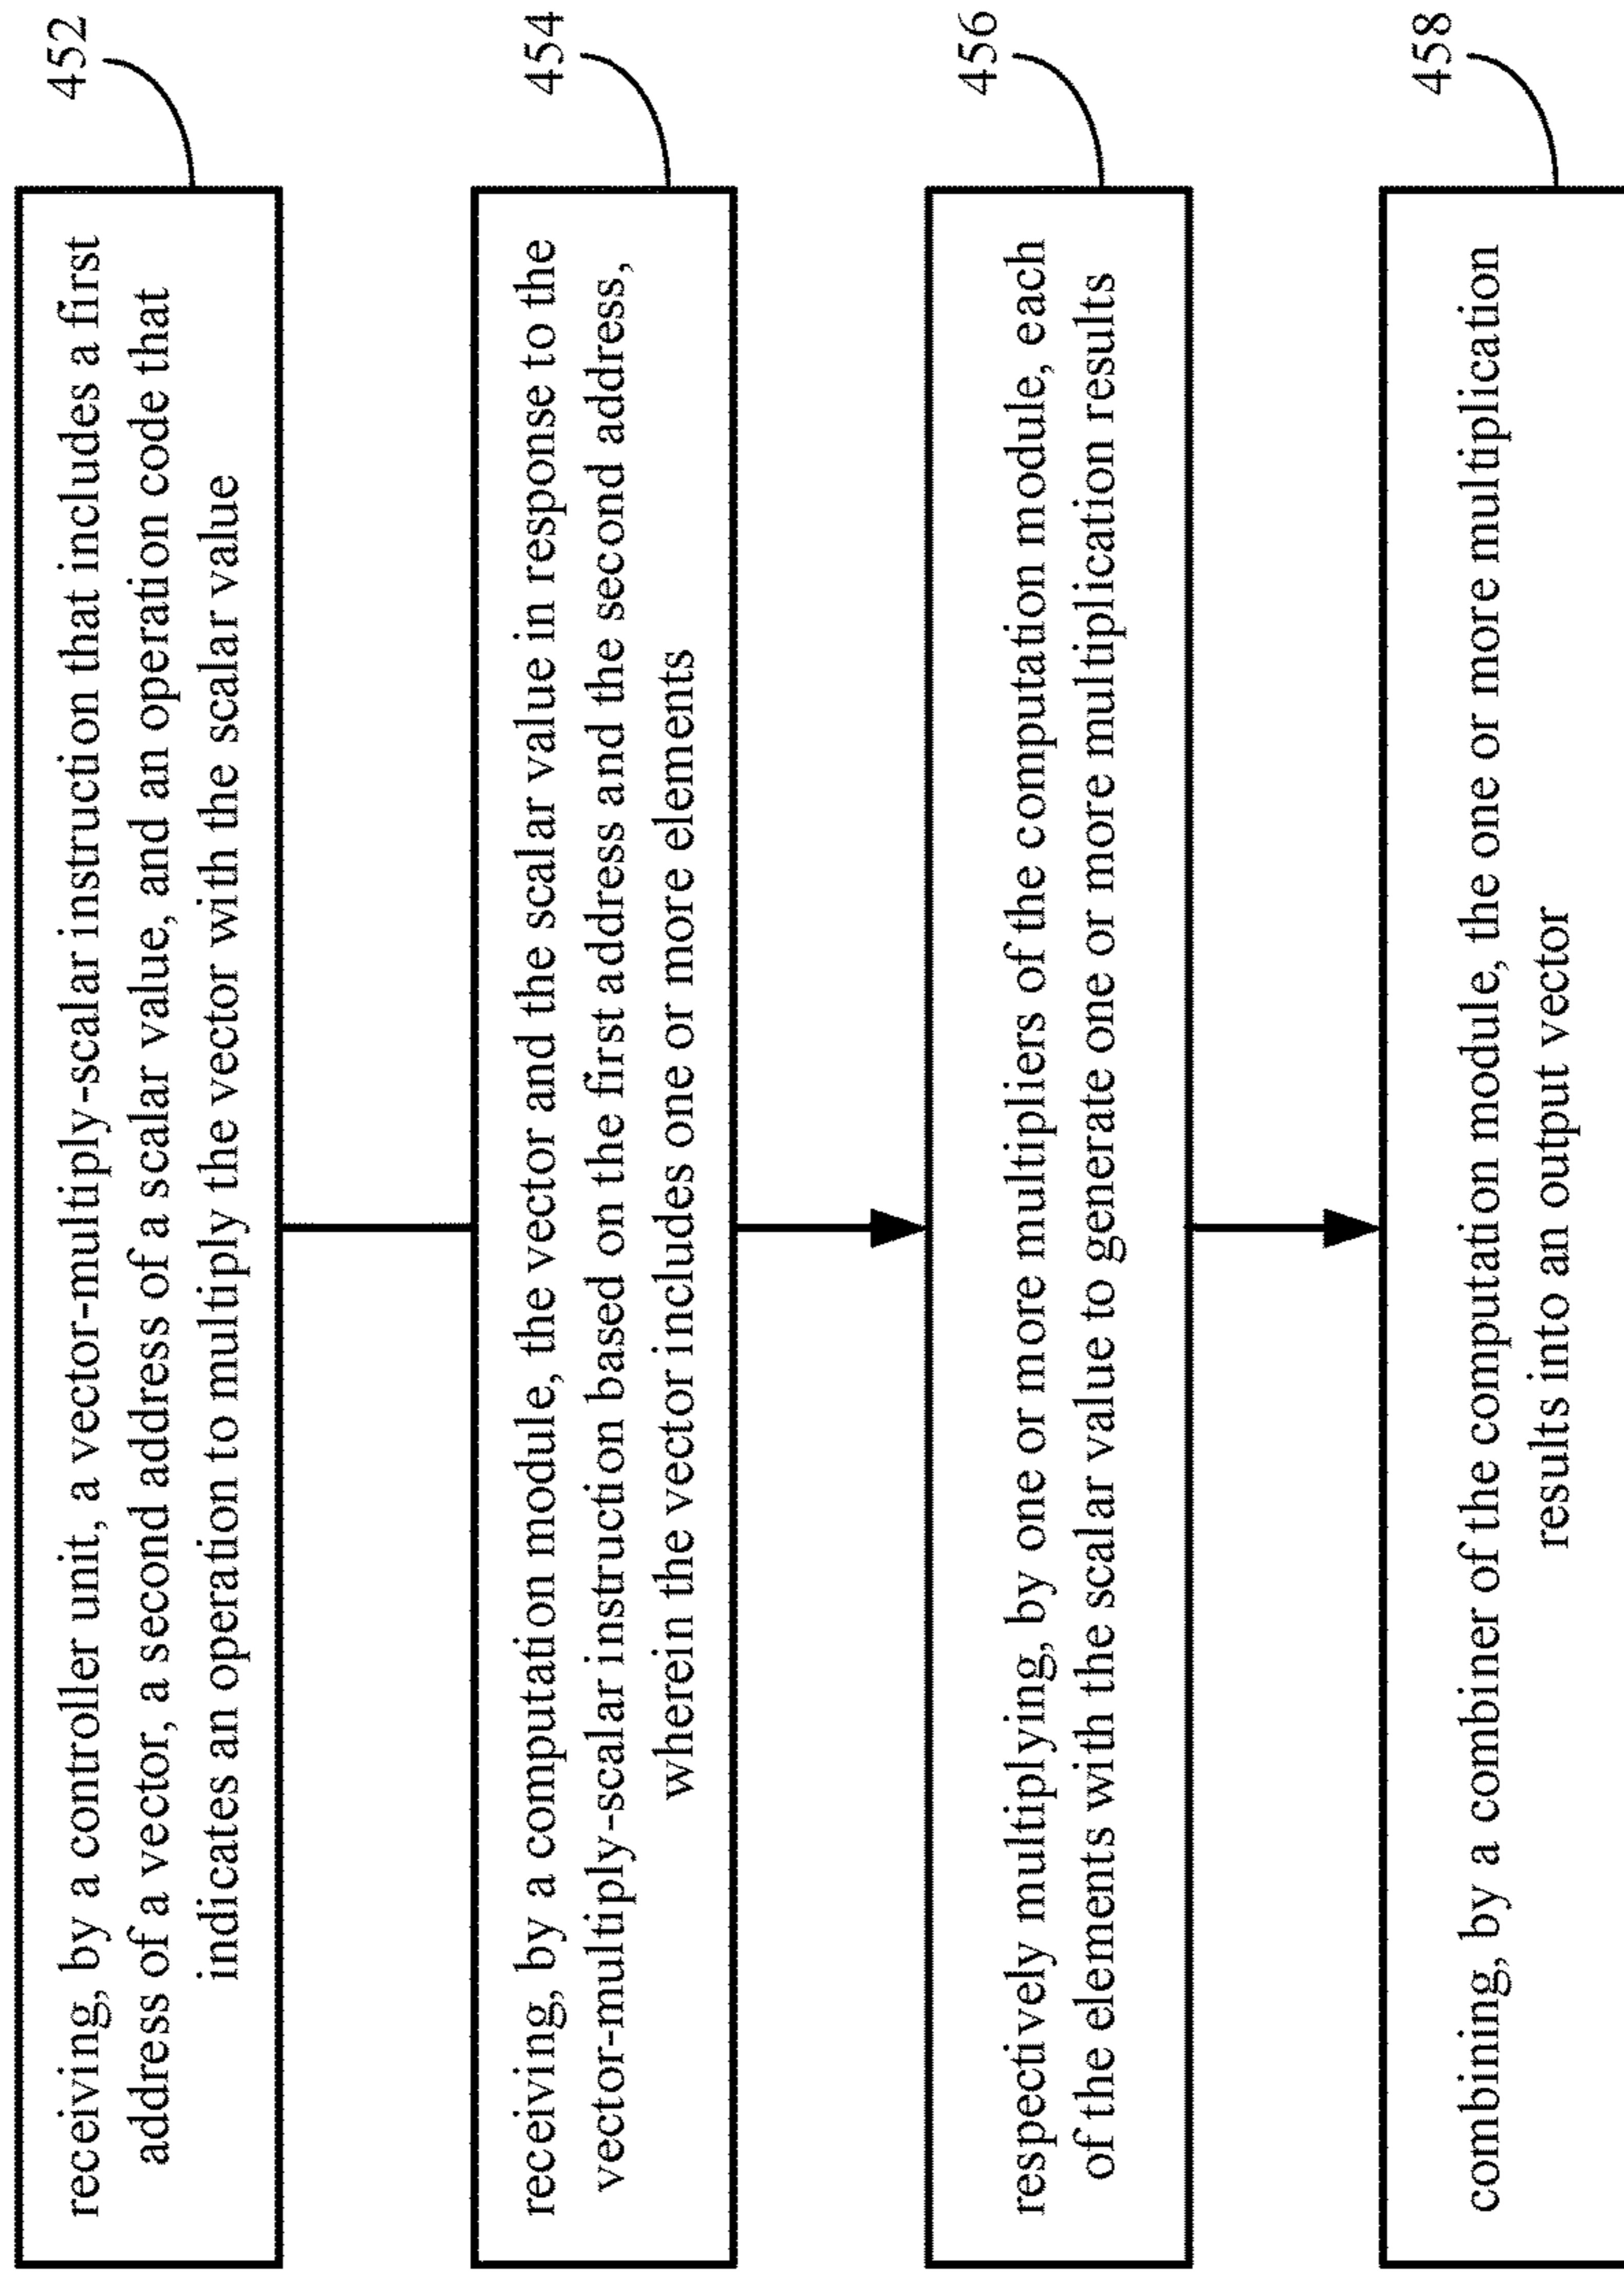 452
receiving, by a controller unit, a vector-multiply-scalar instruction that includes a first
address of a vector, a second address of a scalar value, and an operation code that
indicates an operation to multiply the vector with the scalar value
454
receiving, by a computation module, the vector and the scalar value in response to the
vector-multiply-scalar instruction based on the first address and the second address,
wherein the vector includes one or more elements
456
respectively multiplying, by one or more multipliers of the computation module, each
of the elements with the scalar value to generate one or more multiplication results
458
combining, by a combiner of the computation module, the one or more multiplication
results into an output vector